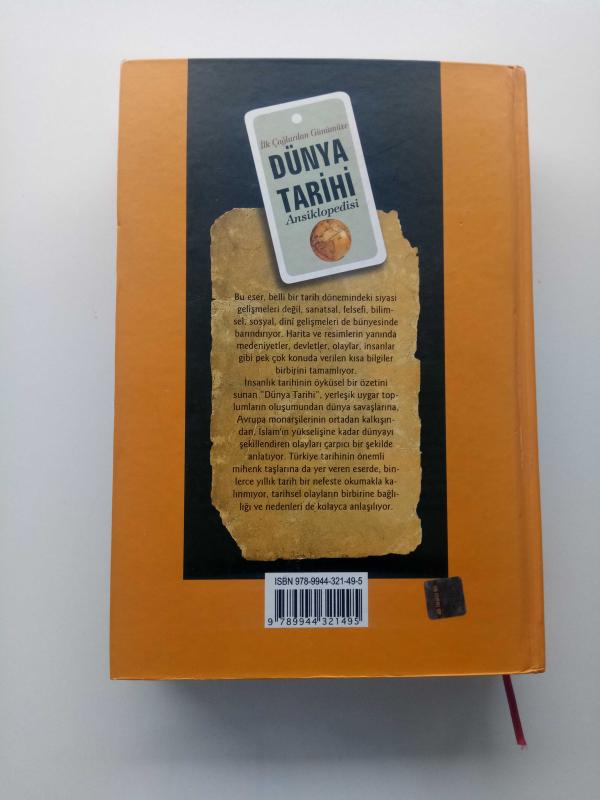 İlk Çağlardan Günümüze
DÜNYA
TARİHİ
Ansiklopedisi
Bu eser, belli bir tarih dönemindeki siyasi
gelişmeleri değil, sanatsal, felsefi, bilim-
sel, sosyal, dinî gelişmeleri de bünyesinde
barındırıyor. Harita ve resimlerin yanında
medeniyetler, devletler, olaylar, insanlar
gibi pek çok konuda verilen kısa bilgiler
birbirini tamamlıyor.
İnsanlık tarihinin öyküsel bir özetini
sunan "Dünya Tarihi", yerleşik uygar top-
lumların oluşumundan dünya savaşlarına,
Avrupa monarşilerinin ortadan kalkışın-
dan, İslam'ın yükselişine kadar dünyayı
şekillendiren olayları çarpıcı bir şekilde
anlatıyor. Türkiye tarihinin önemli
mihenk taşlarına da yer veren eserde, bin-
lerce yıllık tarih bir nefeste okumakla ka-
lınmıyor, tarihsel olayların birbirine bağlı-
lığı ve nedenleri de kolayca anlaşılıyor.
ISBN 978-9944-321-49-5
9 789944 321495